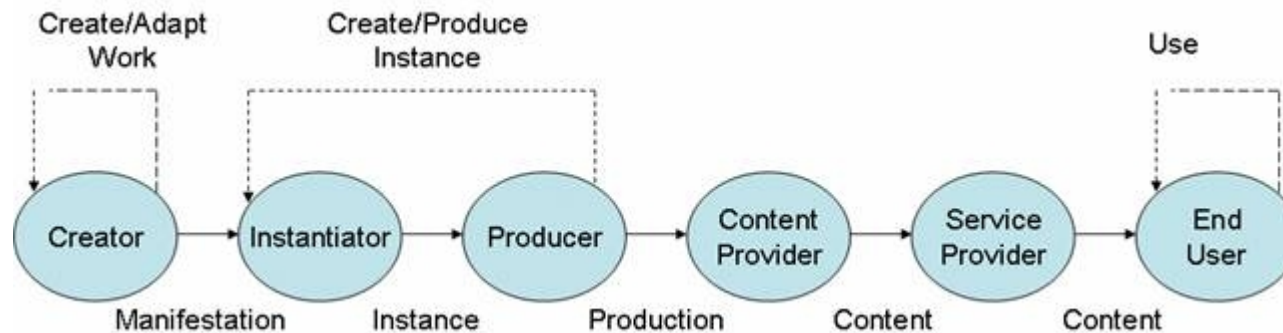 Create/Adapt
Work
Create/Produce
Instance
Use
Creator
Instantiator
Producer
Content
Provider
Service
Provider
End
User
Manifestation
Instance
Production
Content
Content